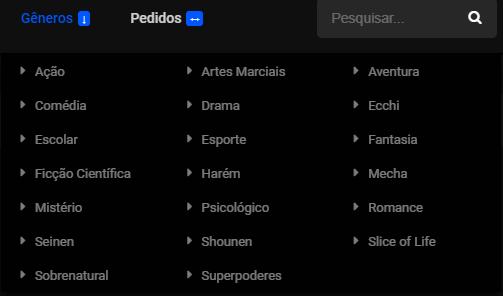 Gêneros ↓ Pedidos ↔ Pesquisar...
Ação Artes Marciais Aventura
Comédia Drama Ecchi
Escolar Esporte Fantasia
Ficção Científica Harém Mecha
Mistério Psicológico Romance
Seinen Shounen Slice of Life
Sobrenatural Superpoderes